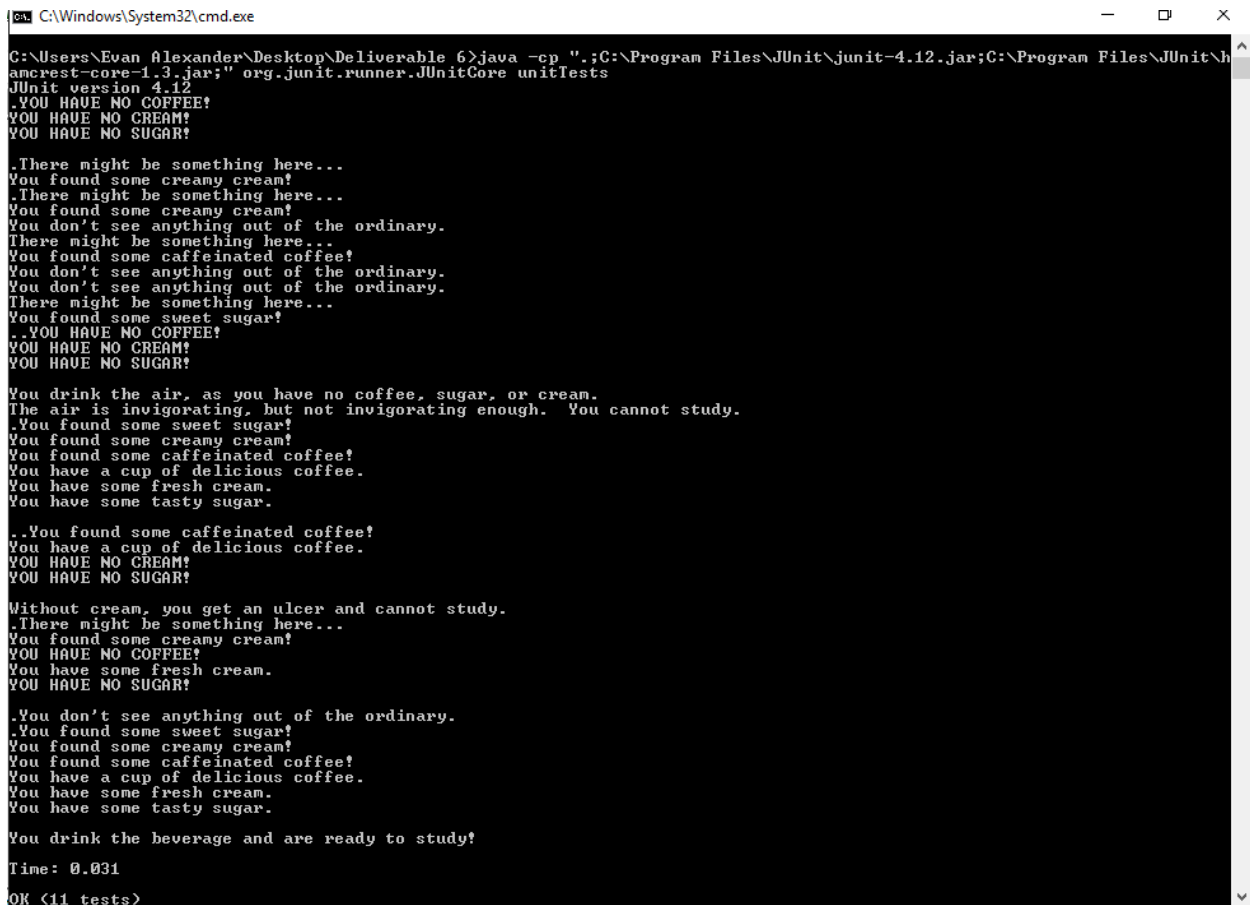 C:\Windows\System32\cmd.exe
C:\Users\Evan Alexander\Desktop\Deliverable 6>java -cp ".;C:\Program Files\JUnit\junit-4.12.jar;C:\Program Files\JUnit\h
amcrest-core-1.3.jar;" org.junit.runner.JUnitCore unitTests
JUnit version 4.12
.YOU HAVE NO COFFEE!
YOU HAVE NO CREAM!
YOU HAVE NO SUGAR!

.There might be something here...
You found some creamy cream!
.There might be something here...
You found some creamy cream!
You don't see anything out of the ordinary.
There might be something here...
You found some caffeinated coffee!
You don't see anything out of the ordinary.
You don't see anything out of the ordinary.
There might be something here...
You found some sweet sugar!
..YOU HAVE NO COFFEE!
YOU HAVE NO CREAM!
YOU HAVE NO SUGAR!

You drink the air, as you have no coffee, sugar, or cream.
The air is invigorating, but not invigorating enough.  You cannot study.
.You found some sweet sugar!
You found some creamy cream!
You found some caffeinated coffee!
You have a cup of delicious coffee.
You have some fresh cream.
You have some tasty sugar.

..You found some caffeinated coffee!
You have a cup of delicious coffee.
YOU HAVE NO CREAM!
YOU HAVE NO SUGAR!

Without cream, you get an ulcer and cannot study.
.There might be something here...
You found some creamy cream!
YOU HAVE NO COFFEE!
You have some fresh cream.
YOU HAVE NO SUGAR!

.You don't see anything out of the ordinary.
.You found some sweet sugar!
You found some creamy cream!
You found some caffeinated coffee!
You have a cup of delicious coffee.
You have some fresh cream.
You have some tasty sugar.

You drink the beverage and are ready to study!

Time: 0.031

OK (11 tests)